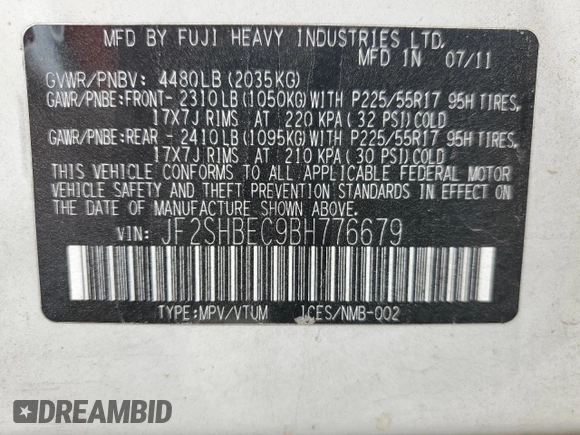 MFD BY FUJI HEAVY INDUSTRIES LTD.
MFD IN 07/11
GVWR/PNBV: 4480LB (2035KG)
GAWR/PNBE:FRONT- 2310LB (1050KG)WITH P225/55R17 95H TIRES,
17X7J RIMS AT 220 KPA (32 PSI)COLD
GAWR/PNBE:REAR - 2410LB (1095KG)WITH P225/55R17 95H TIRES,
17X7J RIMS AT 210 KPA (30 PSI)COLD
THIS VEHICLE CONFORMS TO ALL APPLICABLE FEDERAL MOTOR
VEHICLE SAFETY AND THEFT PREVENTION STANDARDS IN EFFECT ON
THE DATE OF MANUFACTURE SHOWN ABOVE.
VIN: JF2SHBEC9BH776679
TYPE:MPV/VTUM ICES/NMB-002
DREAMBID